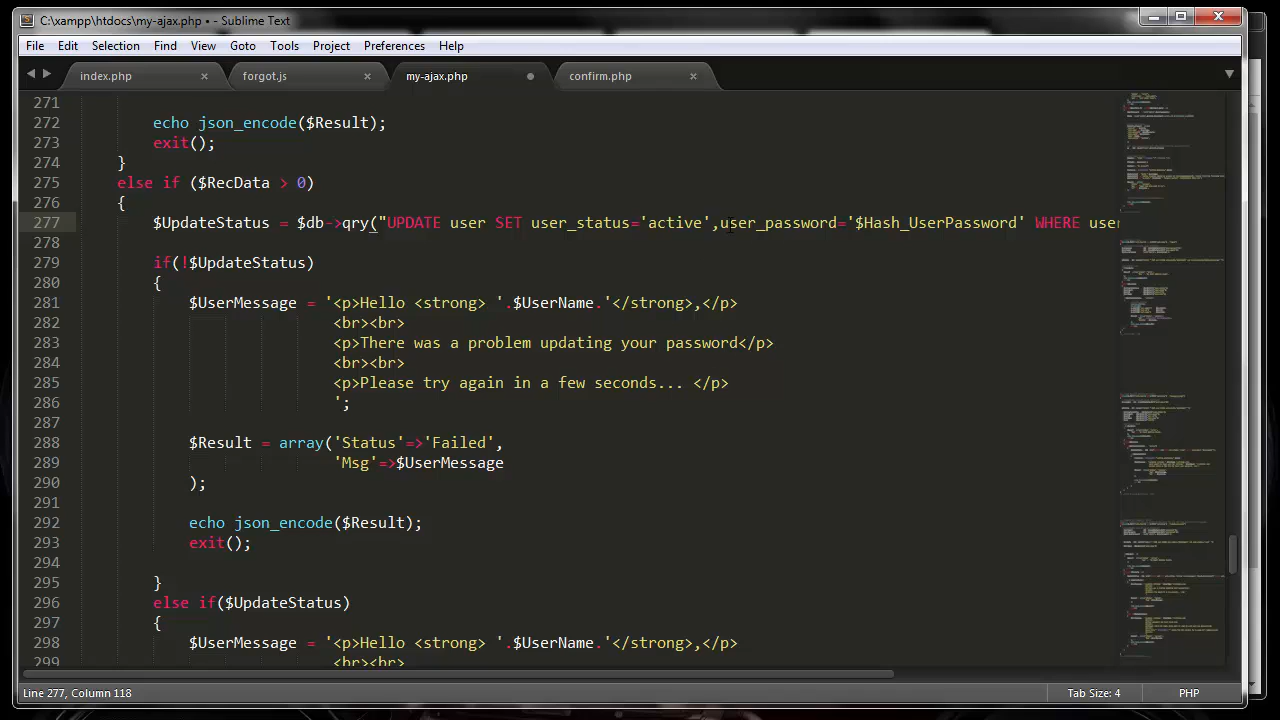 C:\xampp\htdocs\my-ajax.php • - Sublime Text
File Edit Selection Find View Goto Tools Project Preferences Help
index.php × forgot.js × my-ajax.php confirm.php ×
271
272 echo json_encode($Result);
273 exit();
274 }
275 else if ($RecData > 0)
276 {
277 $UpdateStatus = $db->qry("UPDATE user SET user_status='active',user_password='$Hash_UserPassword' WHERE user
278
279 if(!$UpdateStatus)
280 {
281 $UserMessage = '<p>Hello <strong> '.$UserName.'</strong>,</p>
282 <br><br>
283 <p>There was a problem updating your password</p>
284 <br><br>
285 <p>Please try again in a few seconds... </p>
286 ';
287
288 $Result = array('Status'=>'Failed',
289 'Msg'=>$UserMessage
290 );
291
292 echo json_encode($Result);
293 exit();
294
295 }
296 else if($UpdateStatus)
297 {
298 $UserMessage = '<p>Hello <strong> '.$UserName.'</strong>,</p>
299 <br><br>
Line 277, Column 118 Tab Size: 4 PHP